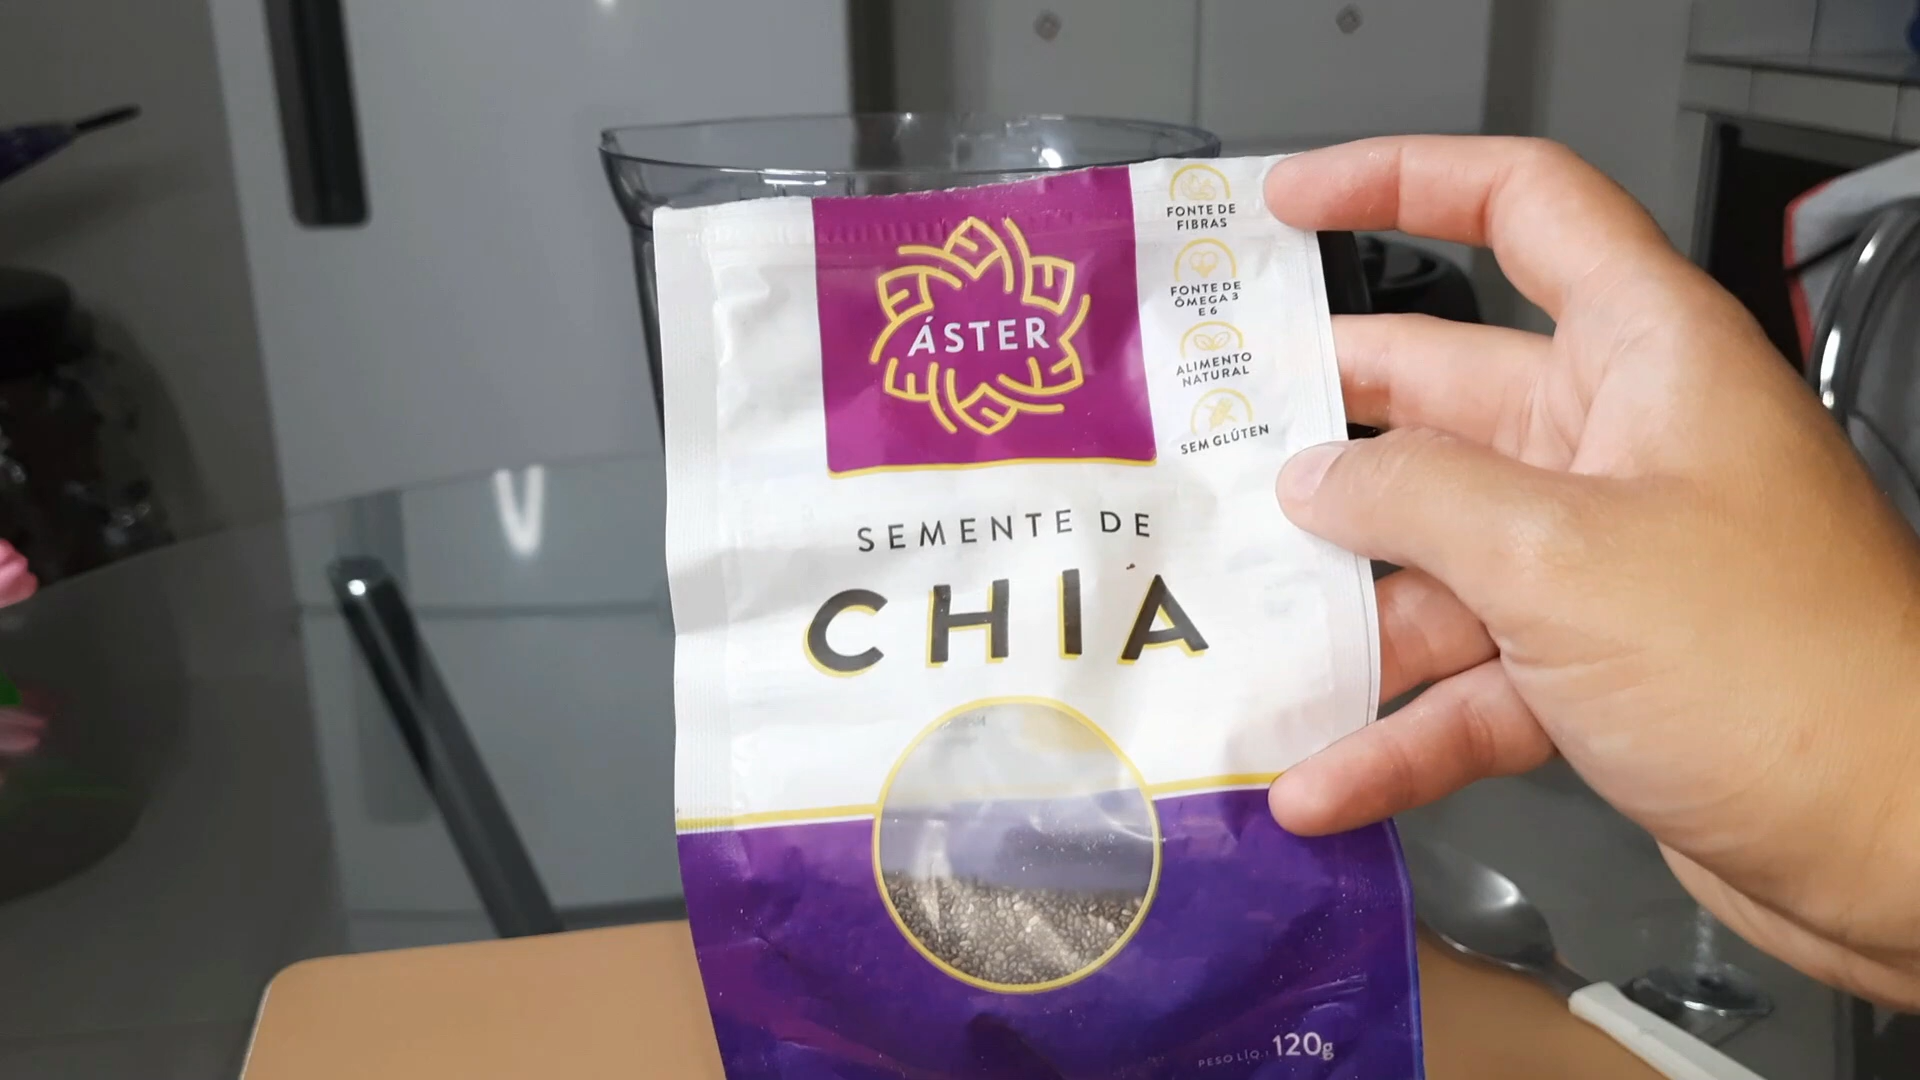 ÁSTER
FONTE DE
FIBRAS
FONTE DE
ÔMEGA 3
E 6
ALIMENTO
NATURAL
SEM GLÚTEN
SEMENTE DE
CHIA
PESO LÍQ.: 120g